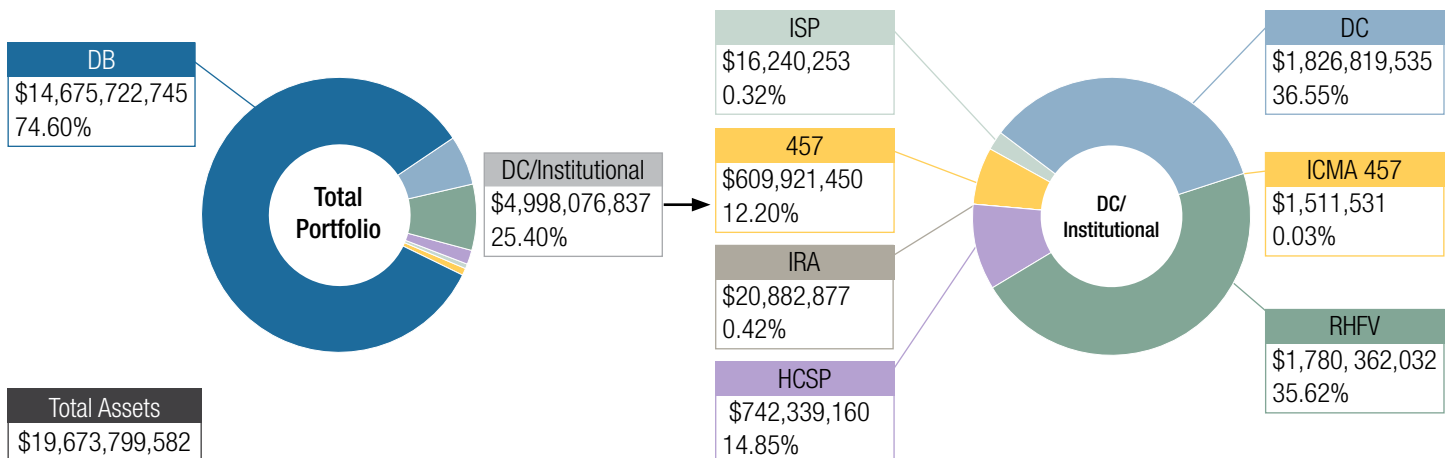 DB
$14,675,722,745
74.60%
Total
Portfolio
DC/Institutional
$4,998,076,837
25.40%
Total Assets
$19,673,799,582
ISP
$16,240,253
0.32%
457
$609,921,450
12.20%
IRA
$20,882,877
0.42%
HCSP
$742,339,160
14.85%
DC/
Institutional
DC
$1,826,819,535
36.55%
ICMA 457
$1,511,531
0.03%
RHFV
$1,780, 362,032
35.62%